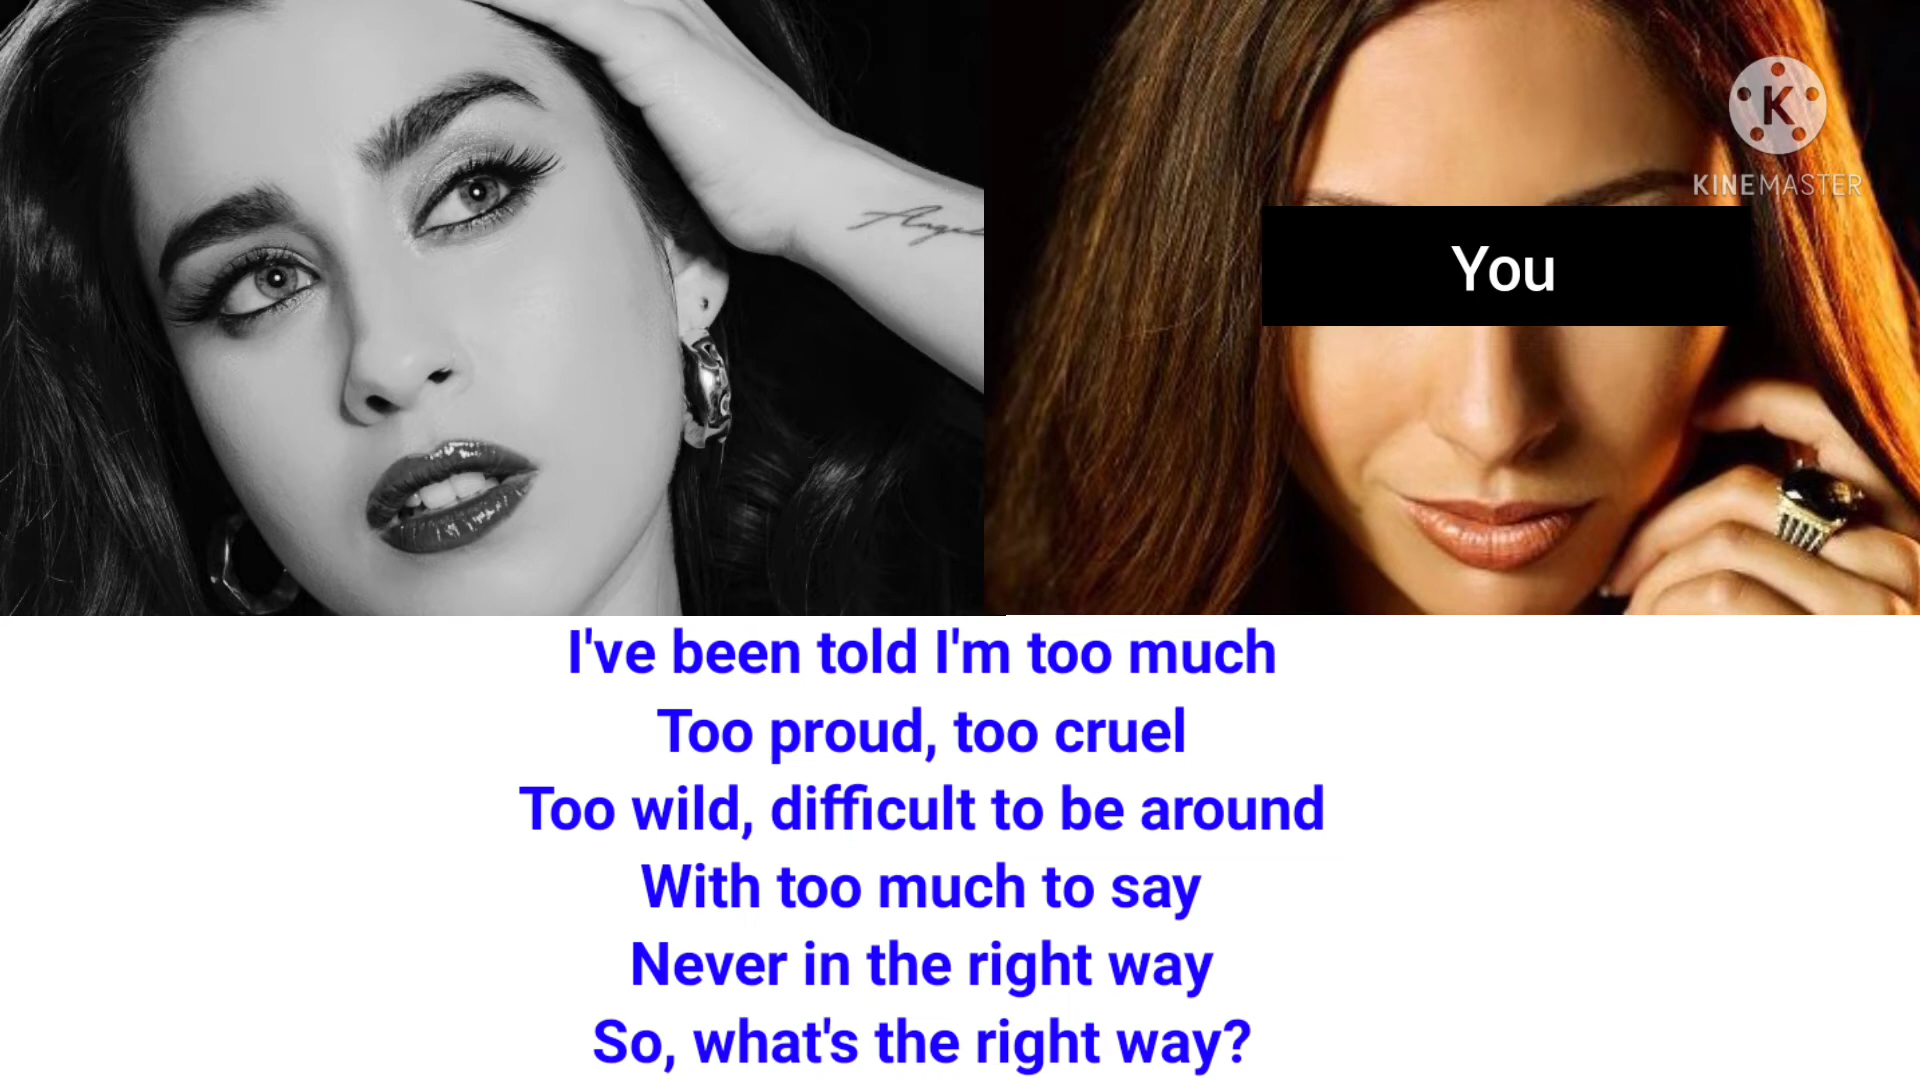 K
KINEMASTER
You
I've been told I'm too much
Too proud, too cruel
Too wild, difficult to be around
With too much to say
Never in the right way
So, what's the right way?